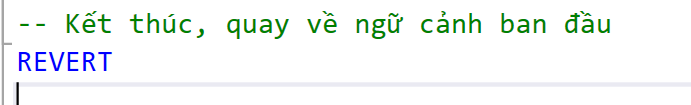 -- Kết thúc, quay về ngữ cảnh ban đầu
REVERT